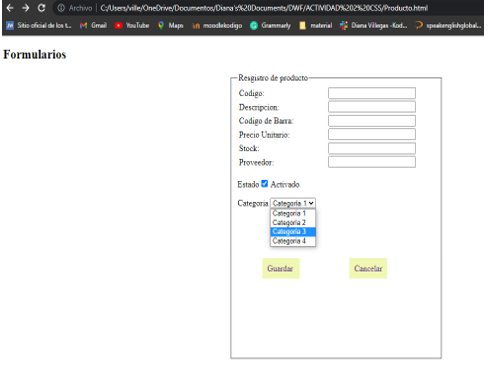 Archivo | C:/Users/ville/OneDrive/Documentos/Diana's%20Documents/DWF/ACTIVIDAD%202%20CSS/Producto.html
Sitio oficial de los t... Gmail YouTube Maps moodlekodigo Grammarly material Diana Villegas -Kod... speakenglishglobal...
Formularios
Resgistro de producto
Codigo:
Descripcion:
Codigo de Barra:
Precio Unitario:
Stock:
Proveedor:
Estado Activado
Categoria Categoria 1
Categoria 1
Categoria 2
Categoria 3
Categoria 4
Guardar Cancelar